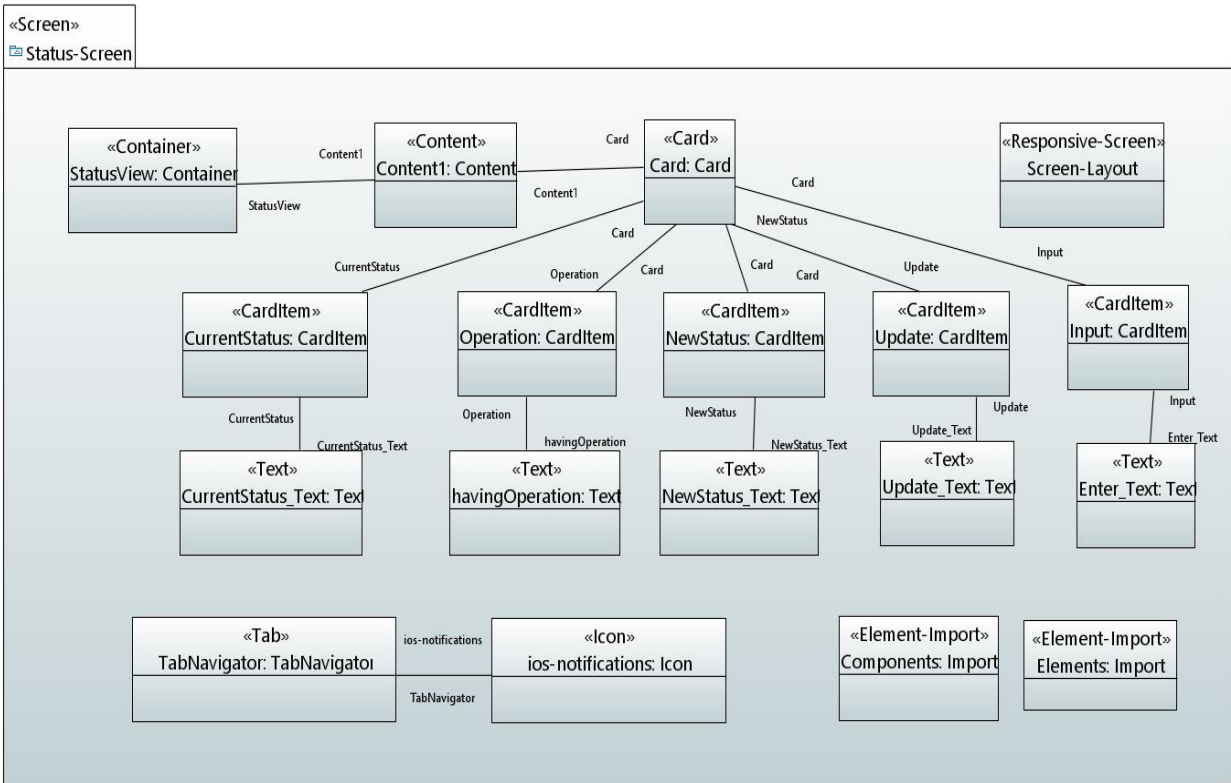 «Screen»
Status-Screen
«Container»
StatusView: Container
Content1
StatusView
«Content»
Content1: Content
Card
Content1
«Card»
Card: Card
«Responsive-Screen»
Screen-Layout
Card
NewStatus
Card
CurrentStatus
Operation
Card
Card
Card
Update
Input
«CardItem»
CurrentStatus: CardItem
«CardItem»
Operation: CardItem
«CardItem»
NewStatus: CardItem
«CardItem»
Update: CardItem
«CardItem»
Input: CardItem
CurrentStatus
CurrentStatus_Text
Operation
havingOperation
NewStatus
NewStatus_Text
Update
Update_Text
Input
Enter_Text
«Text»
CurrentStatus_Text: Text
«Text»
havingOperation: Text
«Text»
NewStatus_Text: Text
«Text»
Update_Text: Text
«Text»
Enter_Text: Text
«Tab»
TabNavigator: TabNavigator
ios-notifications
TabNavigator
«Icon»
ios-notifications: Icon
«Element-Import»
Components: Import
«Element-Import»
Elements: Import